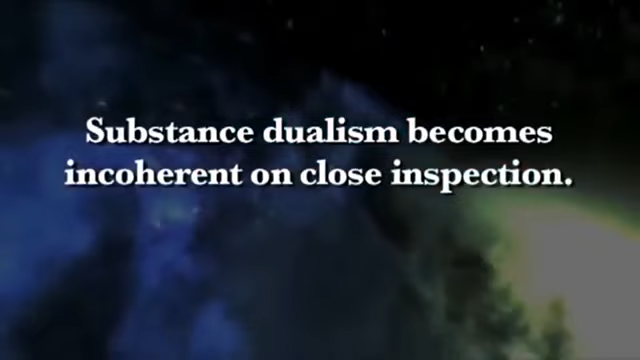 Substance dualism becomes
incoherent on close inspection.